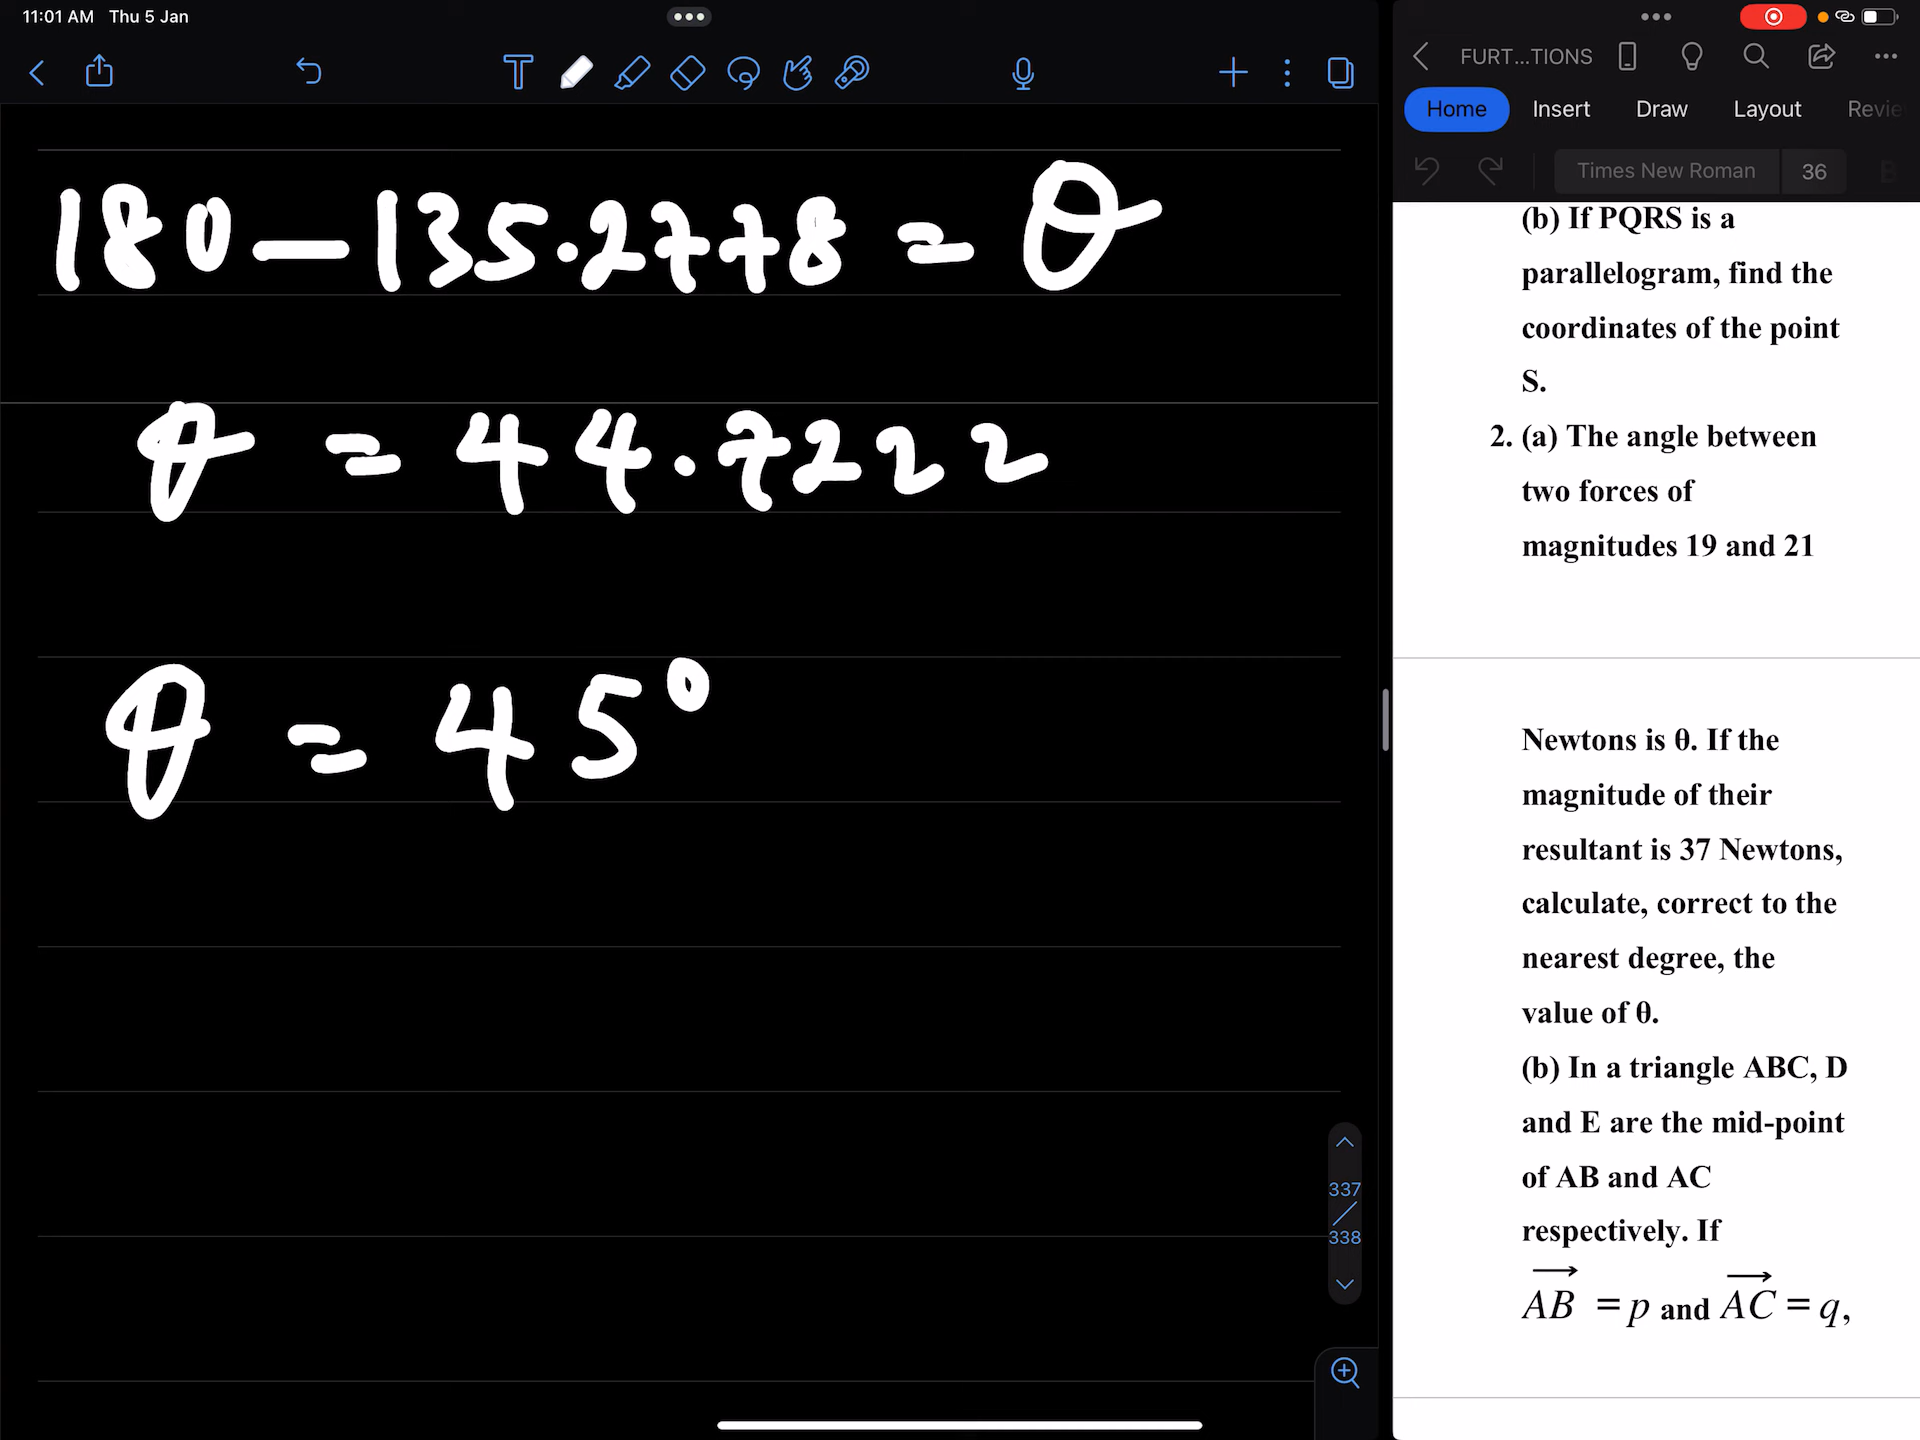 11:01 AM Thu 5 Jan
180 - 135.2778 = θ
θ = 44.7222
θ = 45°
337
338
FURT...TIONS
Home Insert Draw Layout Revie
Times New Roman 36 B
(b) If PQRS is a
parallelogram, find the
coordinates of the point
S.
2. (a) The angle between
two forces of
magnitudes 19 and 21
Newtons is θ. If the
magnitude of their
resultant is 37 Newtons,
calculate, correct to the
nearest degree, the
value of θ.
(b) In a triangle ABC, D
and E are the mid-point
of AB and AC
respectively. If
AB = p and AC = q,